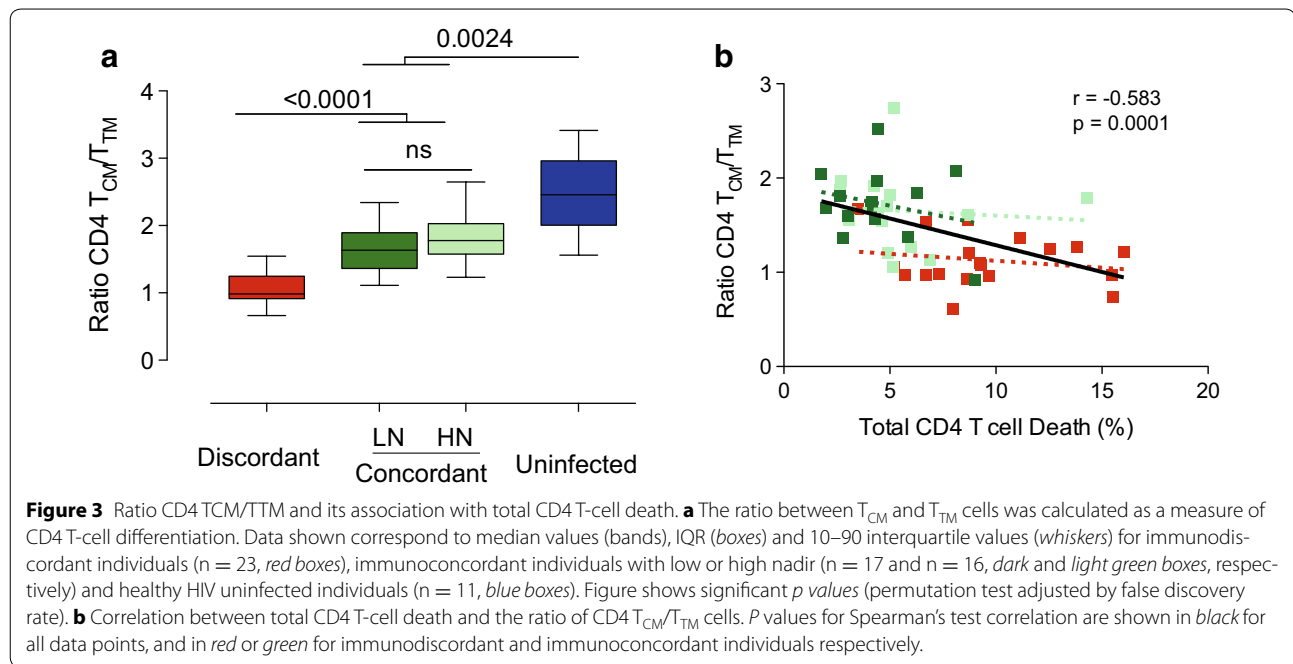 a
0.0024
<0.0001
ns
Ratio CD4 TCM/TTM
4
3
2
1
0
Discordant
LN HN
Concordant
Uninfected
b
r = -0.583
p = 0.0001
Ratio CD4 TCM/TTM
3
2
1
0
0 5 10 15 20
Total CD4 T cell Death (%)
Figure 3 Ratio CD4 TCM/TTM and its association with total CD4 T-cell death. a The ratio between TCM and TTM cells was calculated as a measure of
CD4 T-cell differentiation. Data shown correspond to median values (bands), IQR (boxes) and 10–90 interquartile values (whiskers) for immunodis-
cordant individuals (n = 23, red boxes), immunoconcordant individuals with low or high nadir (n = 17 and n = 16, dark and light green boxes, respec-
tively) and healthy HIV uninfected individuals (n = 11, blue boxes). Figure shows significant p values (permutation test adjusted by false discovery
rate). b Correlation between total CD4 T-cell death and the ratio of CD4 TCM/TTM cells. P values for Spearman's test correlation are shown in black for
all data points, and in red or green for immunodiscordant and immunoconcordant individuals respectively.